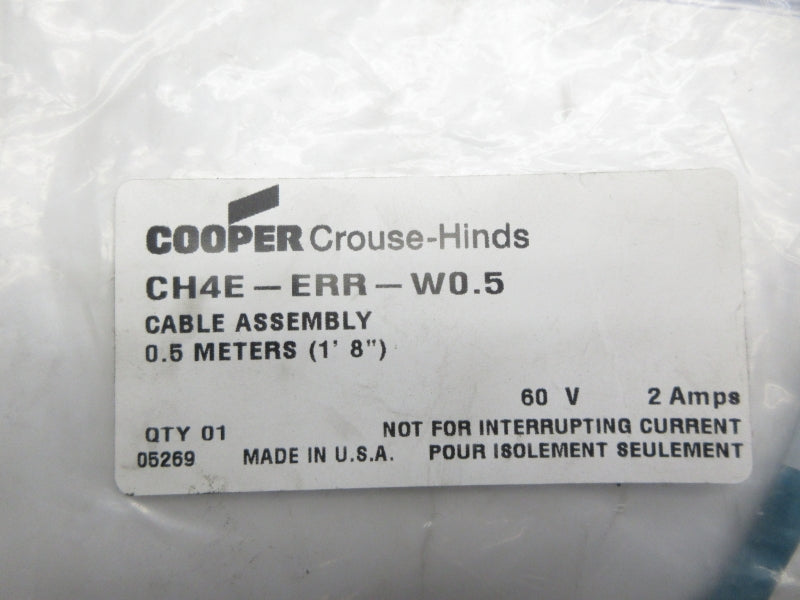 COOPER Crouse-Hinds
CH4E-ERR-W0.5
CABLE ASSEMBLY
0.5 METERS (1' 8")
60 V 2 Amps
QTY 01 NOT FOR INTERRUPTING CURRENT
05269 MADE IN U.S.A. POUR ISOLEMENT SEULEMENT